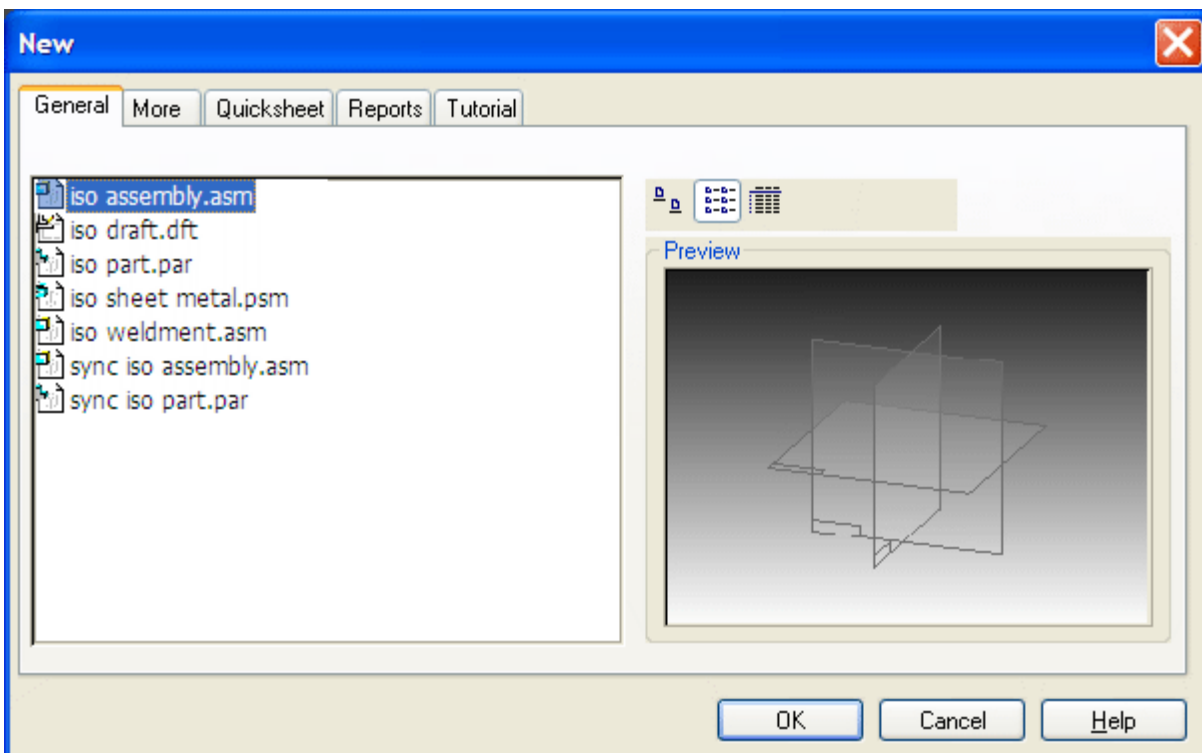 New
General More Quicksheet Reports Tutorial
iso assembly.asm
iso draft.dft
iso part.par
iso sheet metal.psm
iso weldment.asm
sync iso assembly.asm
sync iso part.par
Preview
OK Cancel Help